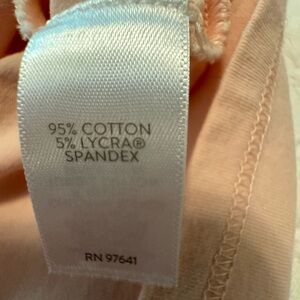 95% COTTON
5% LYCRA®
SPANDEX
RN 97641